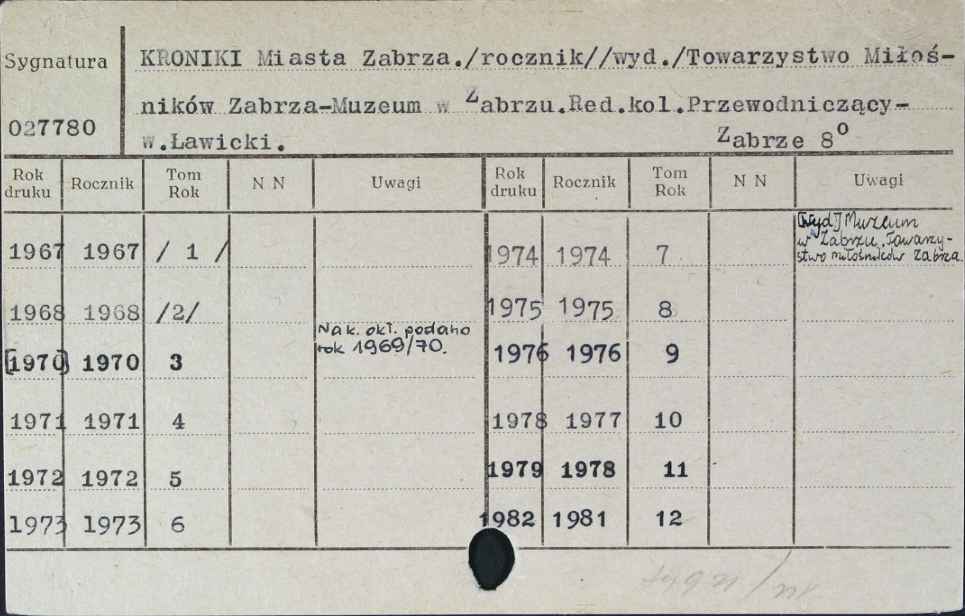 Sygnatura
027780
KRONIKI Miasta Zabrza./rocznik//wyd./Towarzystwo Miłoś-
ników Zabrza-Muzeum w Zabrzu.Red.kol.Przewodniczący-
w.Ławicki. Zabrze 8°
Rok druku Rocznik Tom Rok N N Uwagi Rok druku Rocznik Tom Rok N N Uwagi
1967 1967 / 1 / 1974 1974 7 [Wyd.] Muzeum
w Zabrzu, Towarzy-
stwo miłośników Zabrza.
1968 1968 /2/ 1975 1975 8
Na k. okł. podano
rok 1969/70.
[1970] 1970 3 1976 1976 9
1971 1971 4 1978 1977 10
1972 1972 5 1979 1978 11
1973 1973 6 1982 1981 12